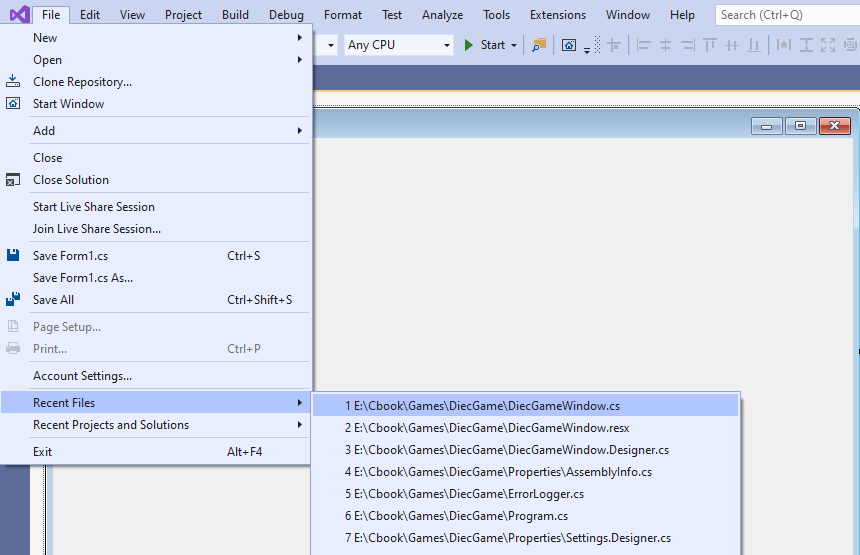 File Edit View Project Build Debug Format Test Analyze Tools Extensions Window Help Search (Ctrl+Q)
Any CPU Start
New
Open
Clone Repository...
Start Window
Add
Close
Close Solution
Start Live Share Session
Join Live Share Session...
Save Form1.cs Ctrl+S
Save Form1.cs As...
Save All Ctrl+Shift+S
Page Setup...
Print... Ctrl+P
Account Settings...
Recent Files
Recent Projects and Solutions
Exit Alt+F4
1 E:\Cbook\Games\DiecGame\DiecGameWindow.cs
2 E:\Cbook\Games\DiecGame\DiecGameWindow.resx
3 E:\Cbook\Games\DiecGame\DiecGameWindow.Designer.cs
4 E:\Cbook\Games\DiecGame\Properties\AssemblyInfo.cs
5 E:\Cbook\Games\DiecGame\ErrorLogger.cs
6 E:\Cbook\Games\DiecGame\Program.cs
7 E:\Cbook\Games\DiecGame\Properties\Settings.Designer.cs